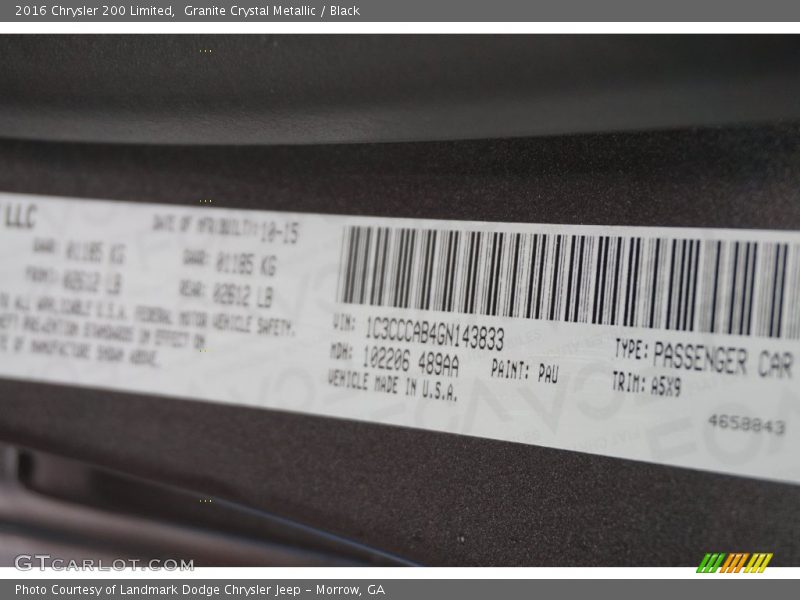 2016 Chrysler 200 Limited,  Granite Crystal Metallic / Black
LLC
DATE OF MFR/BUILT: 10-15
GAWR: 01185 KG
GAWR: 01185 KG
FRONT: 02612 LB
REAR: 02612 LB
TO ALL APPLICABLE U.S.A. FEDERAL MOTOR VEHICLE SAFETY,
THEFT PREVENTION STANDARDS IN EFFECT ON
DATE OF MANUFACTURE SHOWN ABOVE.
VIN: 1C3CCCAB4GN143833
TYPE: PASSENGER CAR
MDH: 102206 489AA
PAINT: PAU
TRIM: A5X9
VEHICLE MADE IN U.S.A.
4658843
GTcarlot.com
Photo Courtesy of Landmark Dodge Chrysler Jeep – Morrow, GA